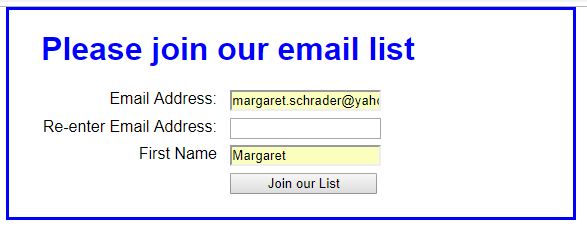 Please join our email list
Email Address: margaret.schrader@yaho
Re-enter Email Address:
First Name Margaret
Join our List